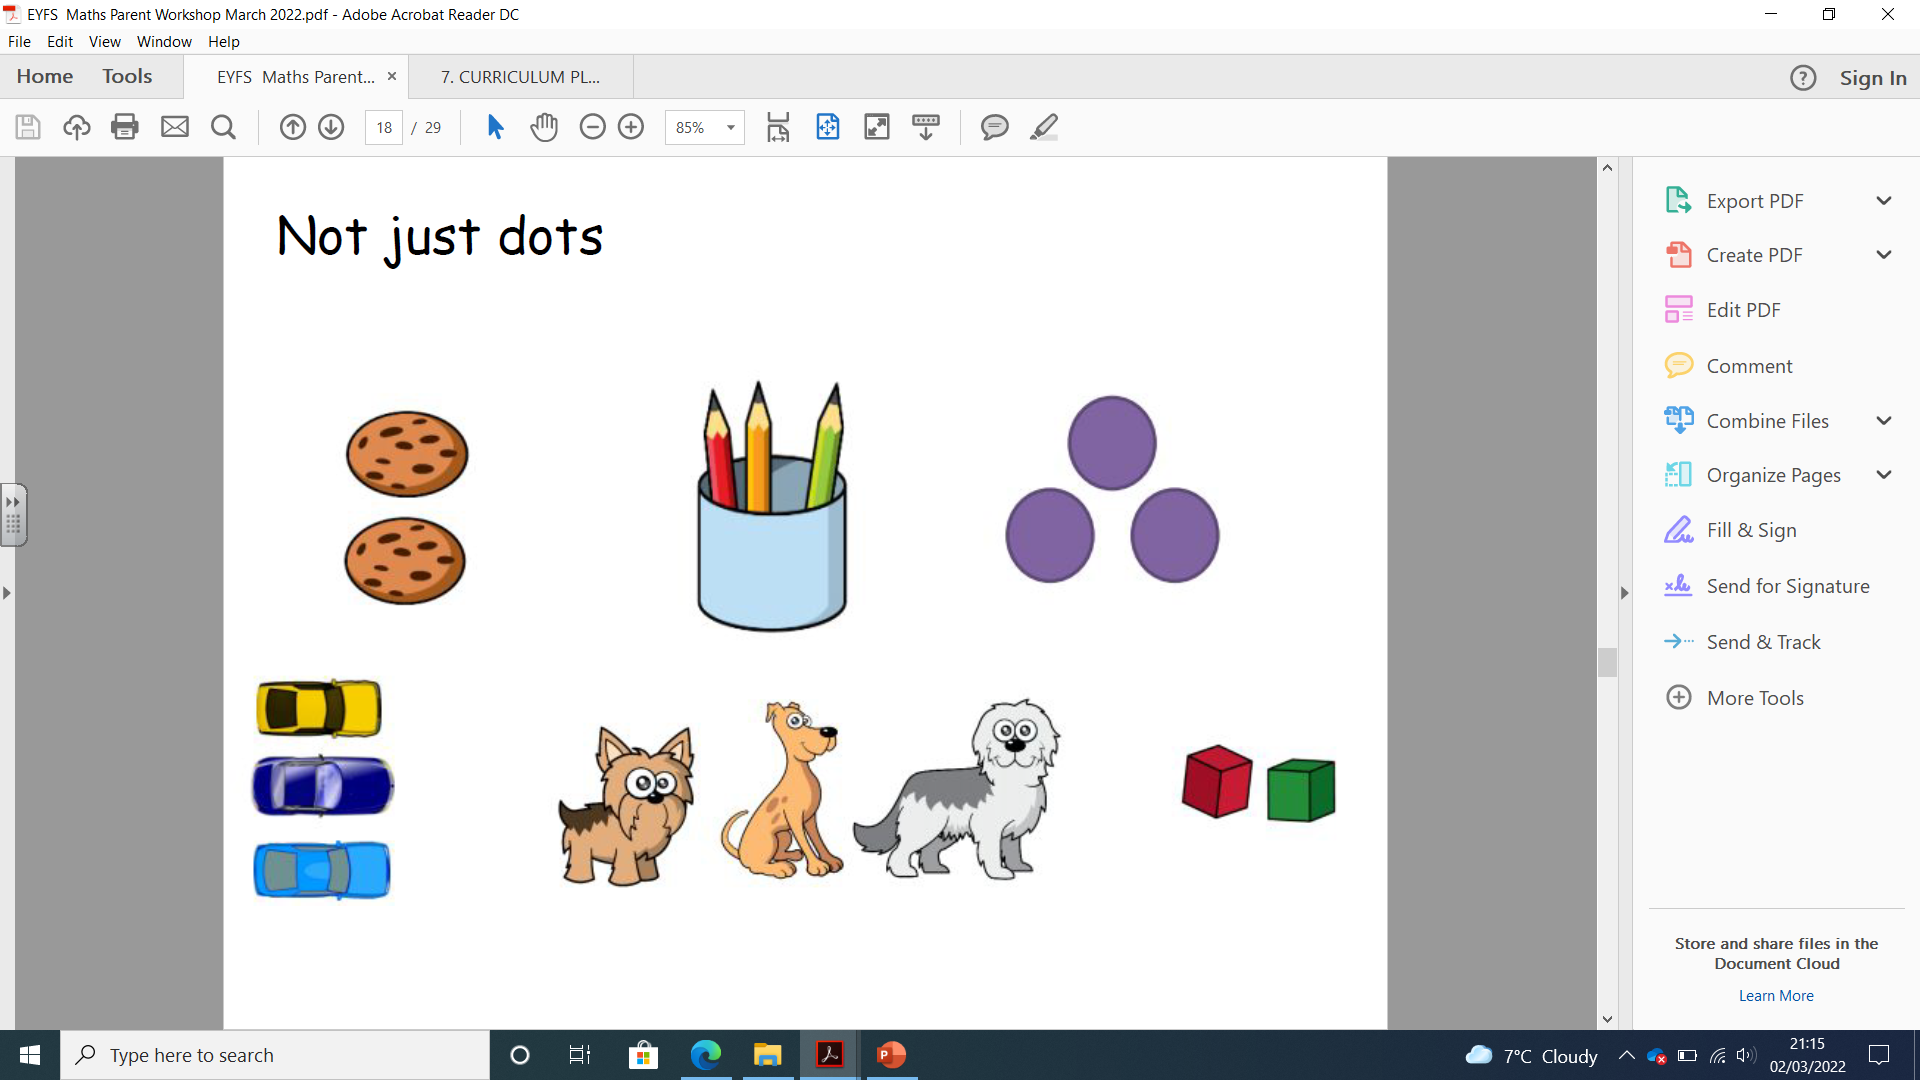 EYFS  Maths Parent Workshop March 2022.pdf - Adobe Acrobat Reader DC
File Edit View Window Help
Home Tools EYFS  Maths Parent... × 7. CURRICULUM PL... ? Sign In
18 / 29 85%
Not just dots
Export PDF
Create PDF
Edit PDF
Comment
Combine Files
Organize Pages
Fill & Sign
Send for Signature
Send & Track
More Tools
Store and share files in the
Document Cloud
Learn More
Type here to search
7°C Cloudy
21:15
02/03/2022